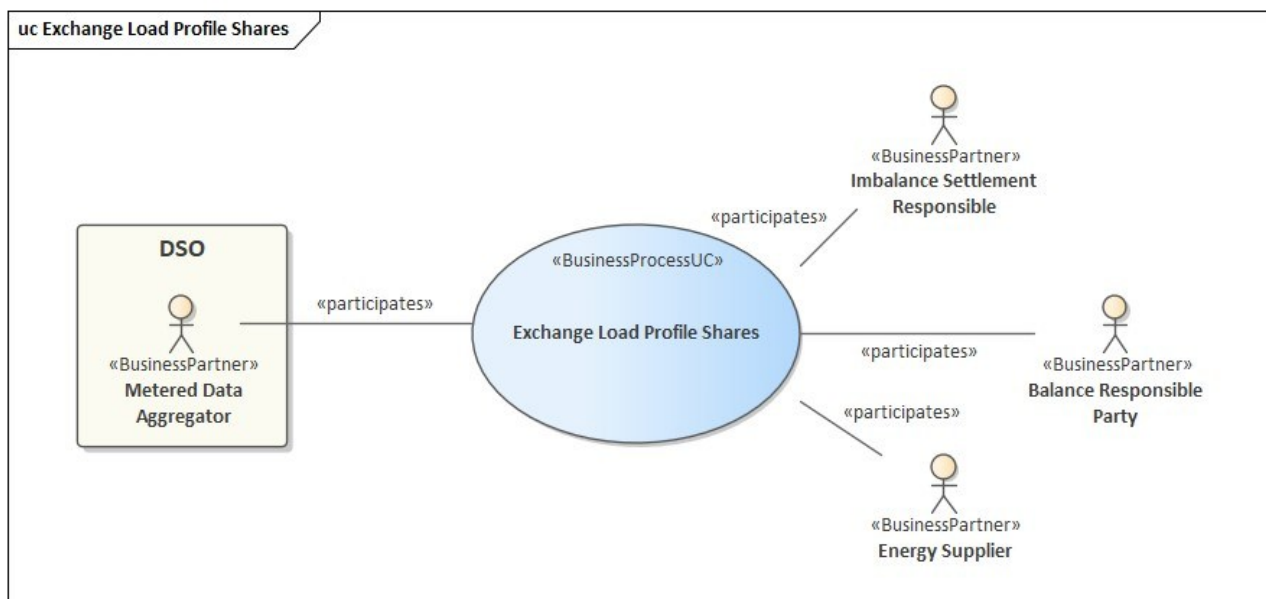 uc Exchange Load Profile Shares
«BusinessPartner»
Imbalance Settlement
Responsible
«participates»
DSO
«BusinessProcessUC»
«participates»
Exchange Load Profile Shares
«BusinessPartner»
Metered Data
Aggregator
«participates»
«BusinessPartner»
Balance Responsible
Party
«participates»
«BusinessPartner»
Energy Supplier